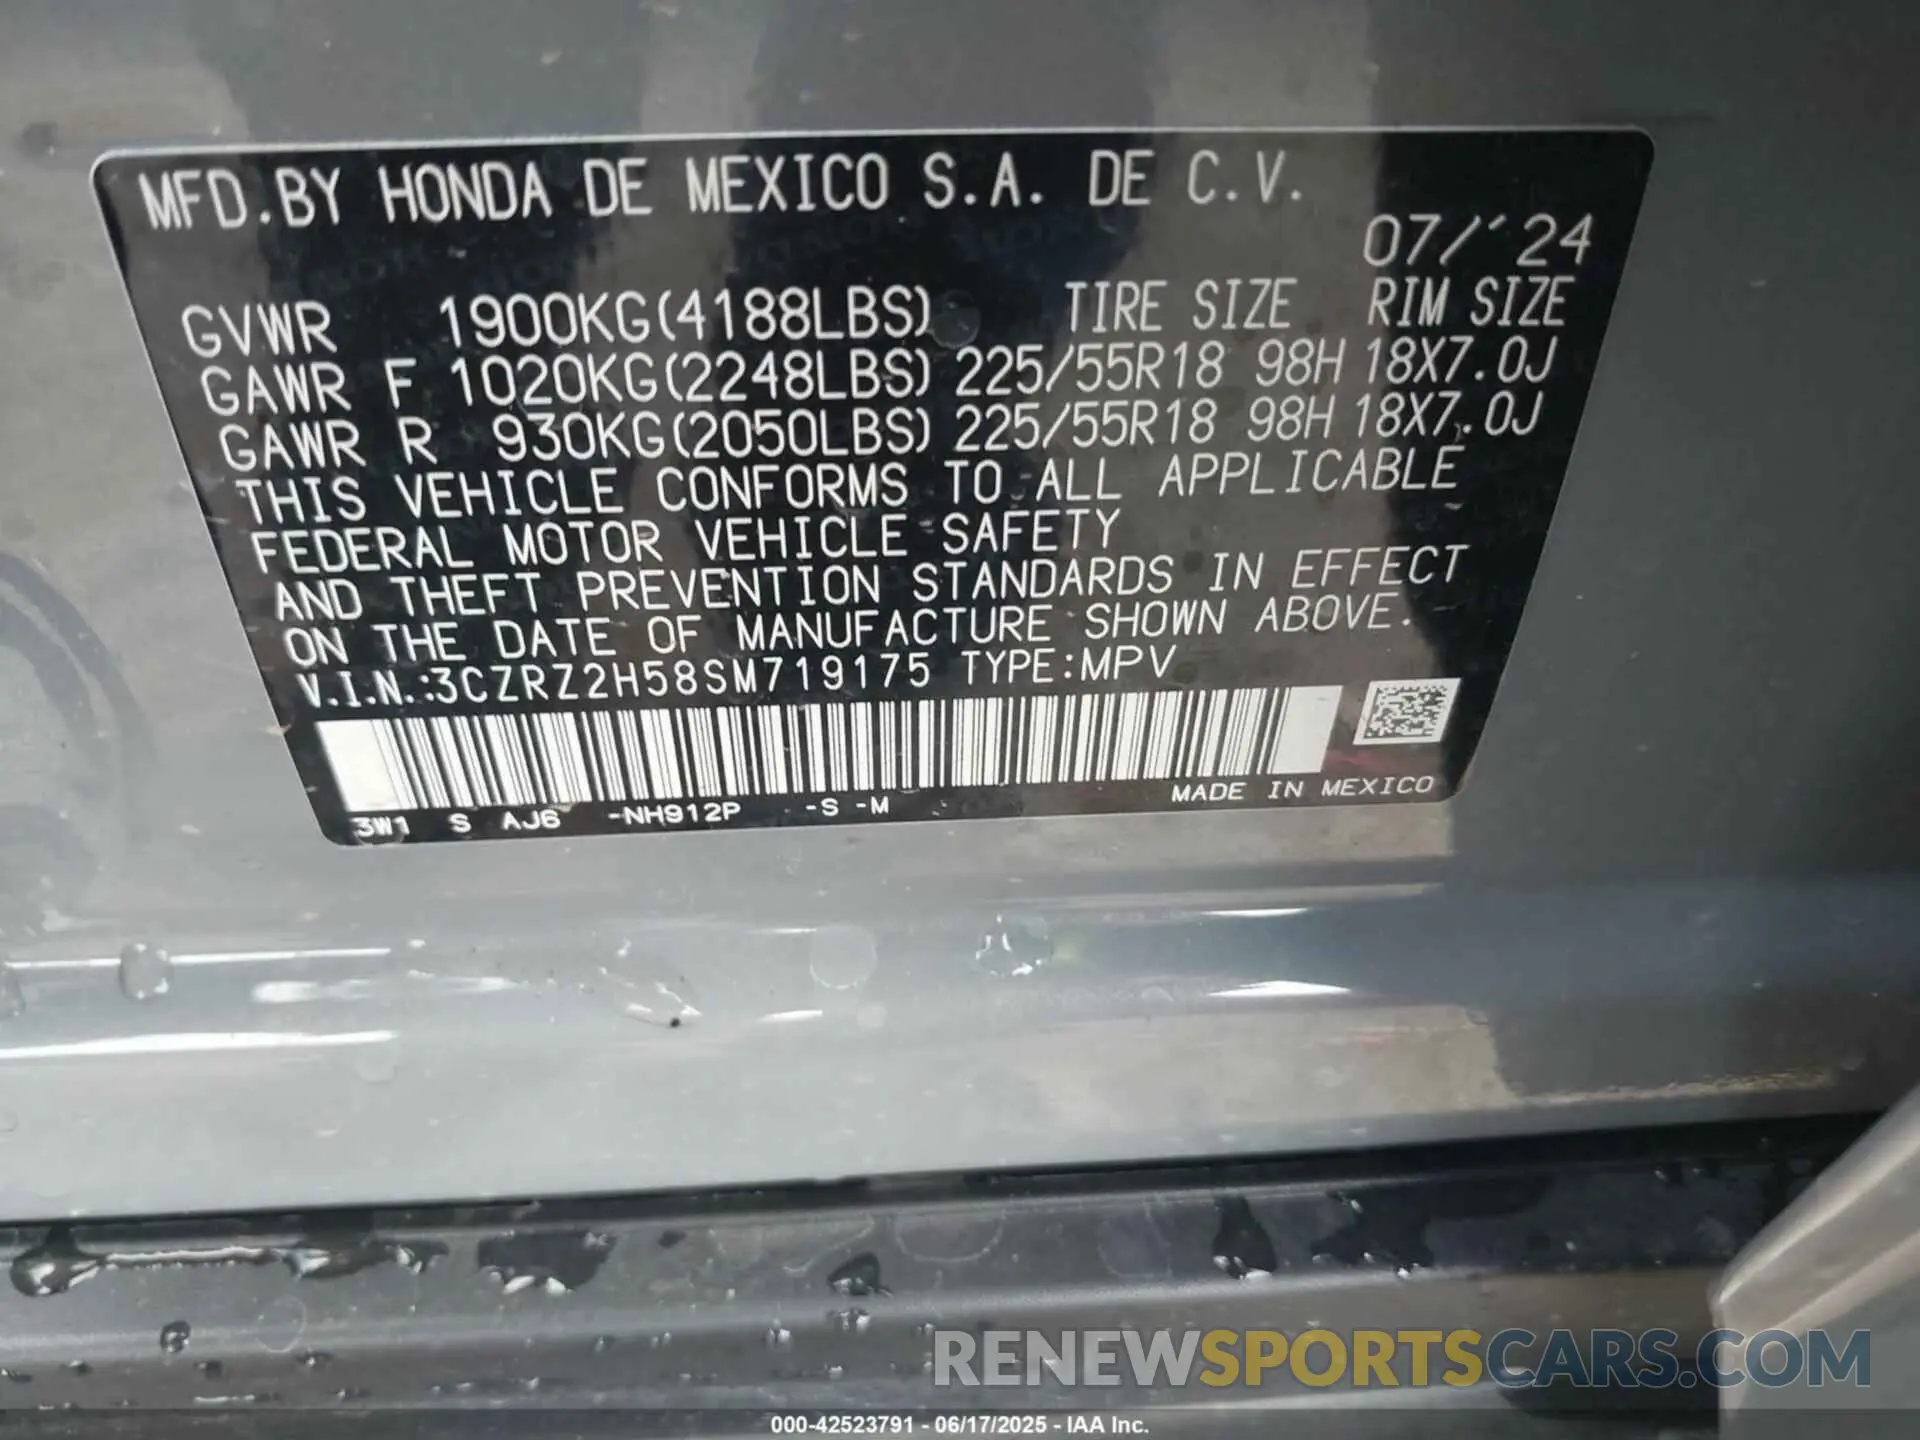 MFD.BY HONDA DE MEXICO S.A. DE C.V.
07/'24
GVWR 1900KG(4188LBS) TIRE SIZE RIM SIZE
GAWR F 1020KG(2248LBS) 225/55R18 98H 18X7.0J
GAWR R 930KG(2050LBS) 225/55R18 98H 18X7.0J
THIS VEHICLE CONFORMS TO ALL APPLICABLE
FEDERAL MOTOR VEHICLE SAFETY
AND THEFT PREVENTION STANDARDS IN EFFECT
ON THE DATE OF MANUFACTURE SHOWN ABOVE.
V.I.N.:3CZRZ2H58SM719175 TYPE:MPV
MADE IN MEXICO
3W1 S AJ6 -NH912P -S -M
RENEWSPORTSCARS.COM
000-42523791 - 06/17/2025 - IAA Inc.